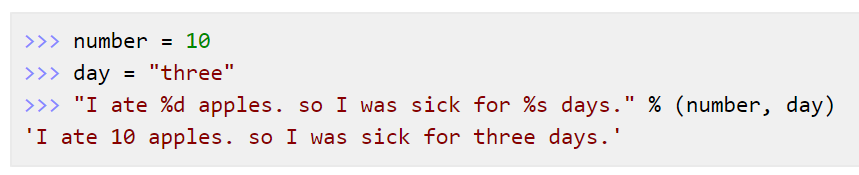 >>> number = 10
>>> day = "three"
>>> "I ate %d apples. so I was sick for %s days." % (number, day)
'I ate 10 apples. so I was sick for three days.'